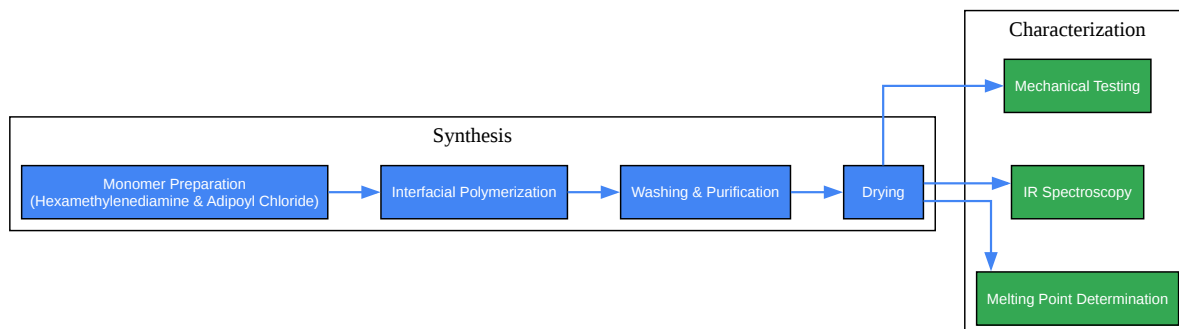 Synthesis
Monomer Preparation
(Hexamethylenediamine & Adipoyl Chloride)
Interfacial Polymerization
Washing & Purification
Drying
Characterization
Mechanical Testing
IR Spectroscopy
Melting Point Determination